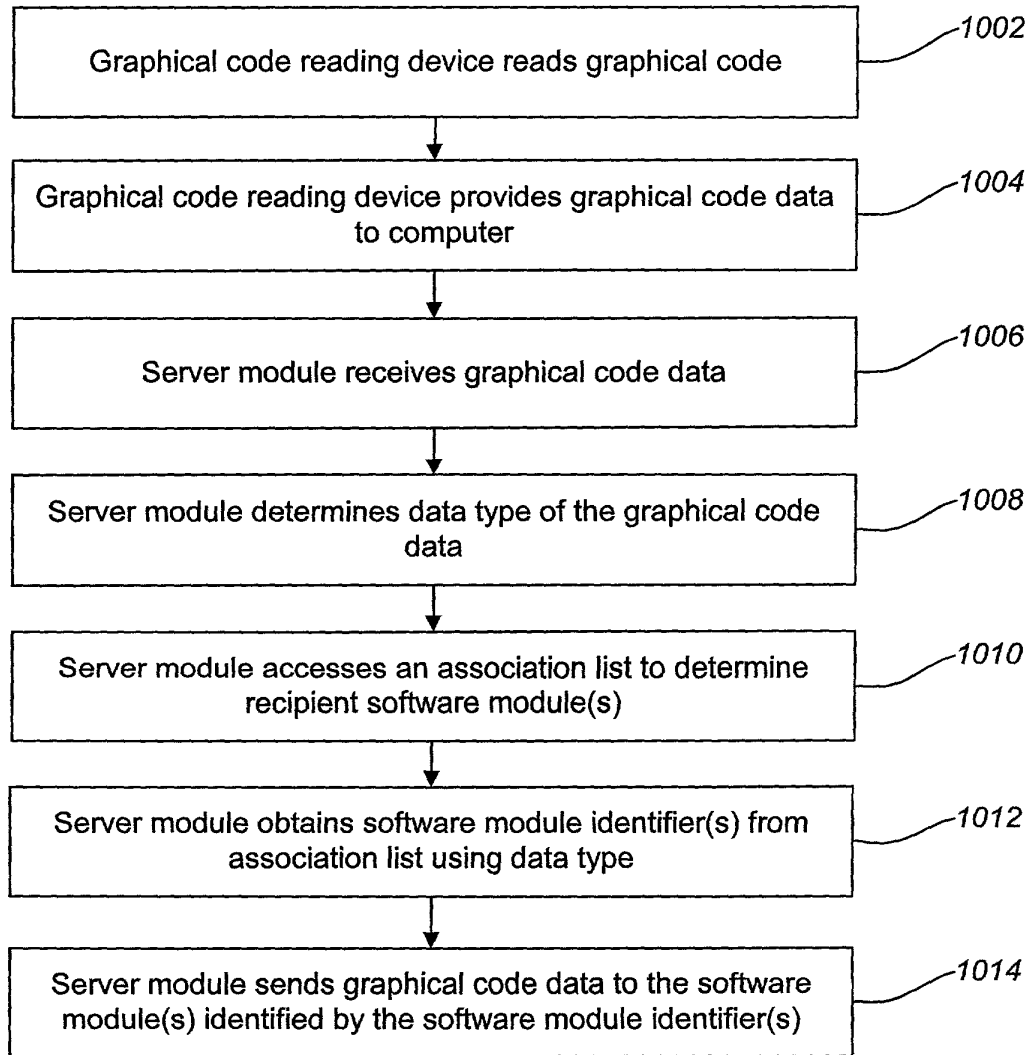 Graphical code reading device reads graphical code
1002
Graphical code reading device provides graphical code data
to computer
1004
Server module receives graphical code data
1006
Server module determines data type of the graphical code
data
1008
Server module accesses an association list to determine
recipient software module(s)
1010
Server module obtains software module identifier(s) from
association list using data type
1012
Server module sends graphical code data to the software
module(s) identified by the software module identifier(s)
1014